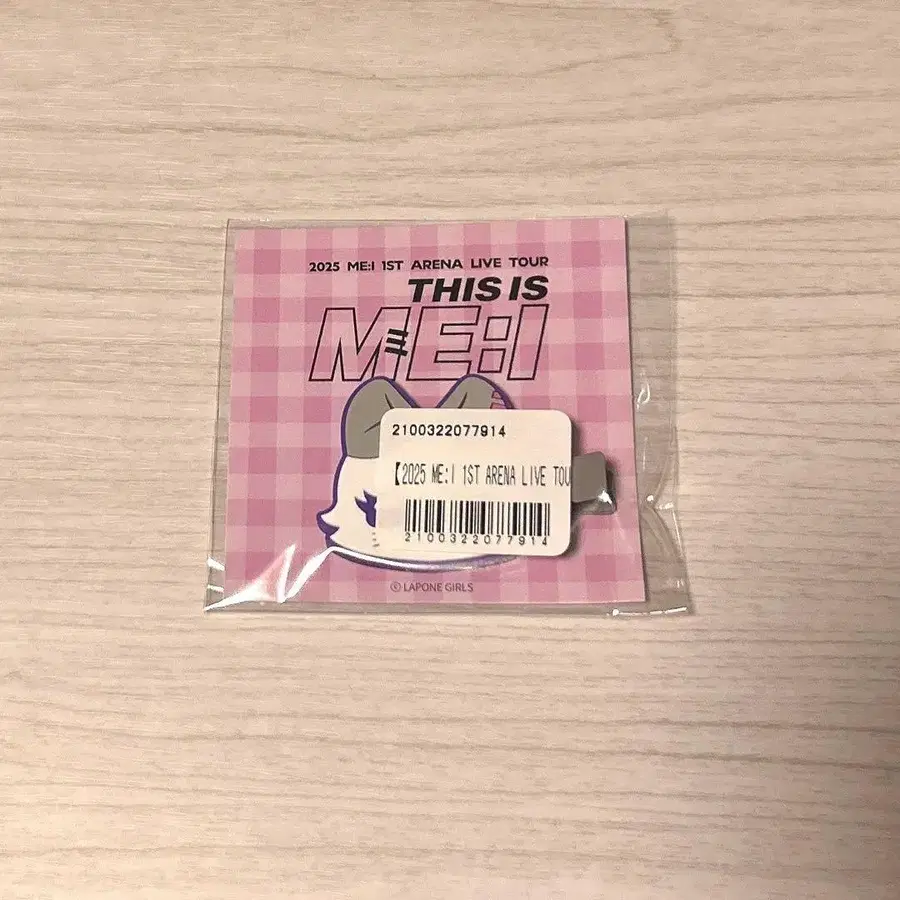 2025 ME:I 1ST ARENA LIVE TOUR
THIS IS
ME:I
2100322077914
【2025 ME:I 1ST ARENA LIVE TOU
2100322077914
© LAPONE GIRLS